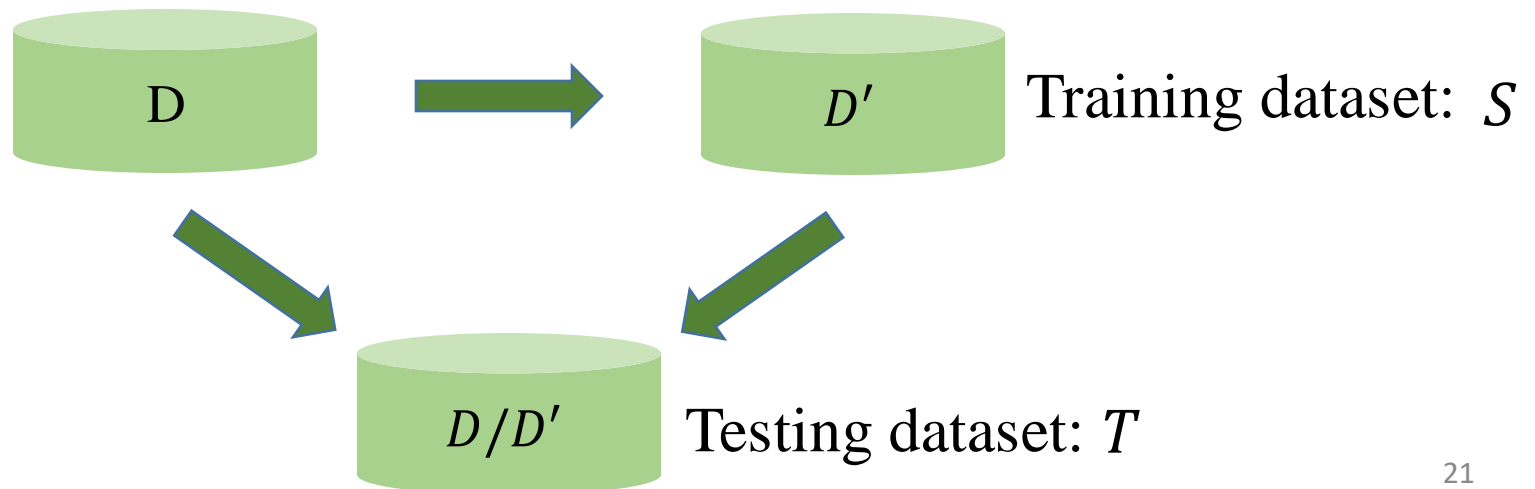 D
D′
Training dataset: S
D/D′
Testing dataset: T
21